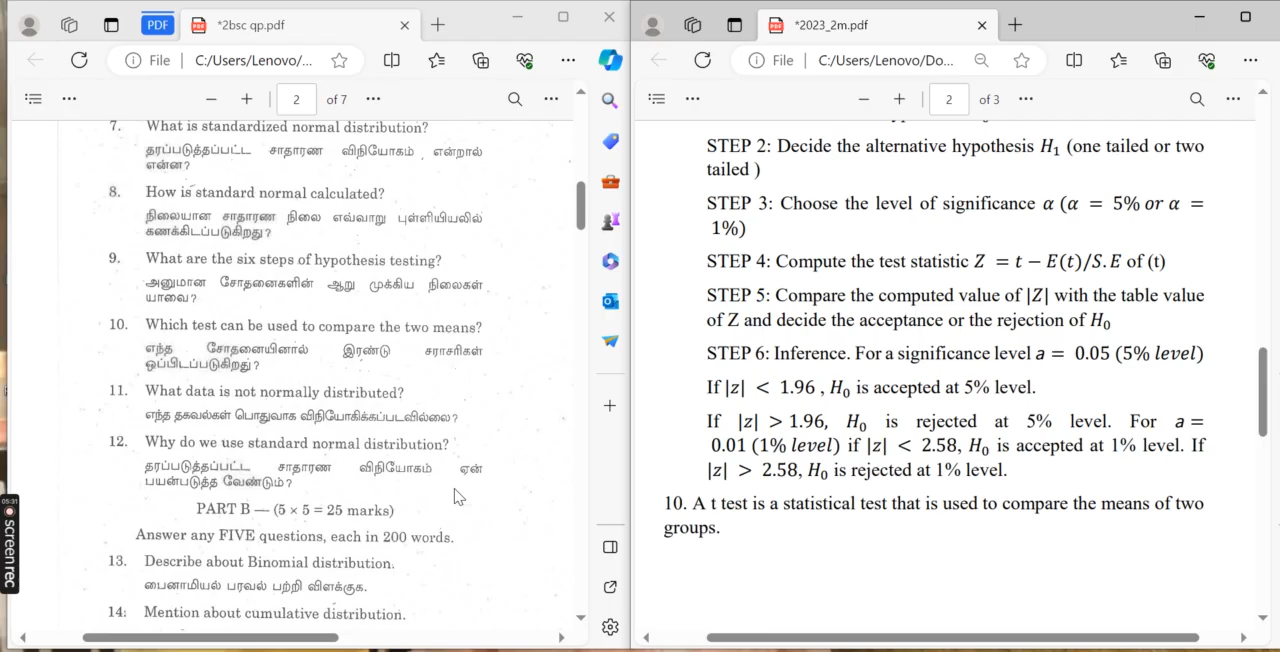 PDF
*2bsc qp.pdf
File
C:/Users/Lenovo/...
2
of 7
7. What is standardized normal distribution?
தரப்படுத்தப்பட்ட சாதாரண விநியோகம் என்றால்
என்ன?
8. How is standard normal calculated?
நிலையான சாதாரண நிலை எவ்வாறு புள்ளியியலில்
கணக்கிடப்படுகிறது?
9. What are the six steps of hypothesis testing?
அனுமான சோதனைகளின் ஆறு முக்கிய நிலைகள்
யாவை?
10. Which test can be used to compare the two means?
எந்த சோதனையினால் இரண்டு சராசரிகள்
ஒப்பிடப்படுகிறது?
11. What data is not normally distributed?
எந்த தகவல்கள் பொதுவாக விநியோகிக்கப்படவில்லை?
12. Why do we use standard normal distribution?
தரப்படுத்தப்பட்ட சாதாரண விநியோகம் ஏன்
பயன்படுத்த வேண்டும்?
PART B — (5 × 5 = 25 marks)
Answer any FIVE questions, each in 200 words.
13. Describe about Binomial distribution.
பைனாமியல் பரவல் பற்றி விளக்குக.
14. Mention about cumulative distribution.
05:31
screen rec
*2023_2m.pdf
File
C:/Users/Lenovo/Do...
2
of 3
STEP 2: Decide the alternative hypothesis H₁ (one tailed or two
tailed )
STEP 3: Choose the level of significance α (α = 5% or α =
1%)
STEP 4: Compute the test statistic Z = t − E(t)/S.E of (t)
STEP 5: Compare the computed value of |Z| with the table value
of Z and decide the acceptance or the rejection of H₀
STEP 6: Inference. For a significance level a = 0.05 (5% level)
If |z| < 1.96 , H₀ is accepted at 5% level.
If |z| > 1.96, H₀ is rejected at 5% level. For a =
0.01 (1% level) if |z| < 2.58, H₀ is accepted at 1% level. If
|z| > 2.58, H₀ is rejected at 1% level.
10. A t test is a statistical test that is used to compare the means of two
groups.